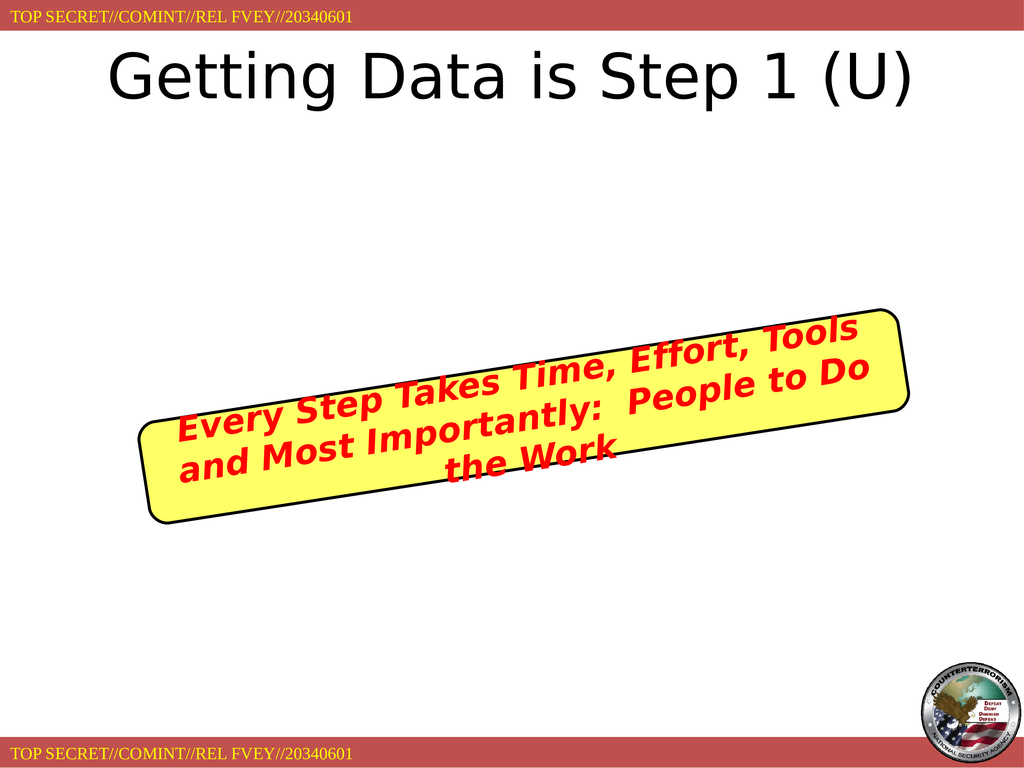 TOP SECRET//COMINT//REL FVEY//20340601
Getting Data is Step 1 (U)
Every Step Takes Time, Effort, Tools
and Most Importantly:  People to Do
the Work
COUNTERTERRORISM
DEFEAT
DENY
DIMINISH
DEFEND
NATIONAL SECURITY AGENCY
TOP SECRET//COMINT//REL FVEY//20340601